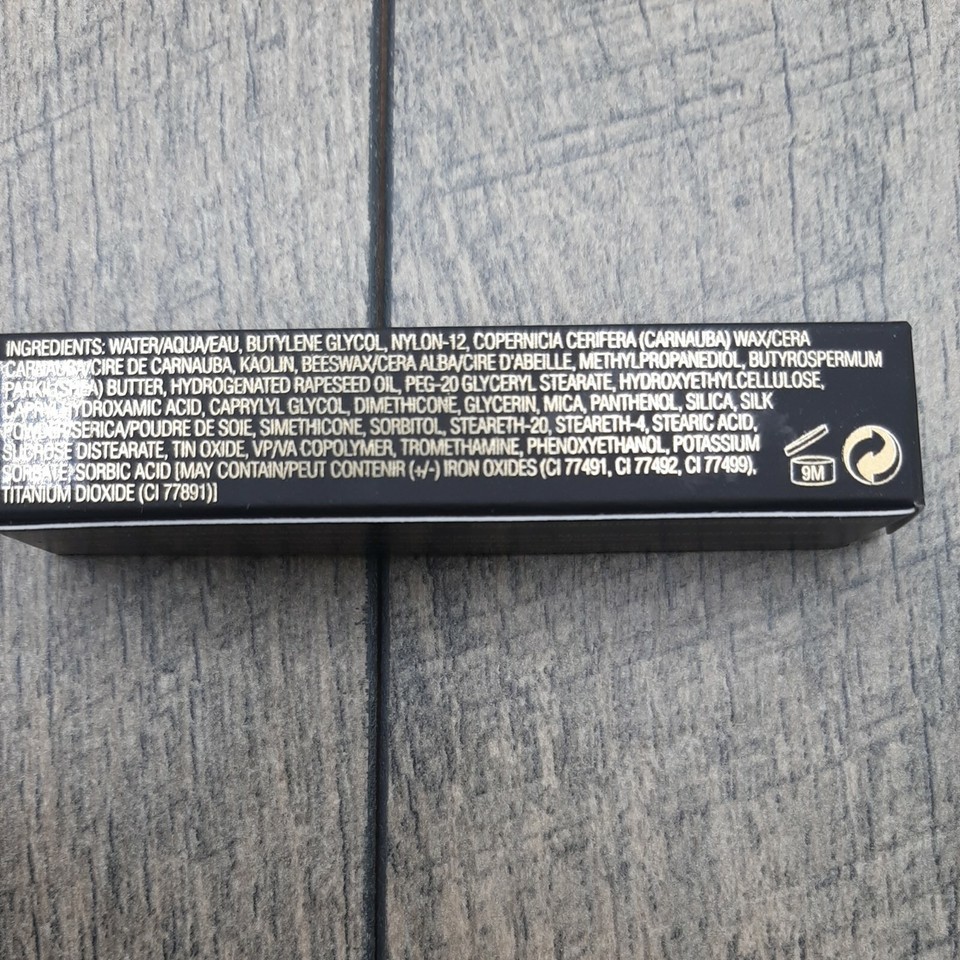 INGREDIENTS: WATER/AQUA/EAU, BUTYLENE GLYCOL, NYLON-12, COPERNICIA CERIFERA (CARNAUBA) WAX/CERA
CARNAUBA/CIRE DE CARNAUBA, KAOLIN, BEESWAX/CERA ALBA/CIRE D'ABEILLE, METHYLPROPANEDIOL, BUTYROSPERMUM
PARKII (SHEA) BUTTER, HYDROGENATED RAPESEED OIL, PEG-20 GLYCERYL STEARATE, HYDROXYETHYLCELLULOSE,
CAPRYLHYDROXAMIC ACID, CAPRYLYL GLYCOL, DIMETHICONE, GLYCERIN, MICA, PANTHENOL, SILICA, SILK
POWDER/SERICA/POUDRE DE SOIE, SIMETHICONE, SORBITOL, STEARETH-20, STEARETH-4, STEARIC ACID,
SUCROSE DISTEARATE, TIN OXIDE, VP/VA COPOLYMER, TROMETHAMINE, PHENOXYETHANOL, POTASSIUM
SORBATE, SORBIC ACID [MAY CONTAIN/PEUT CONTENIR (+/-) IRON OXIDES (CI 77491, CI 77492, CI 77499),
TITANIUM DIOXIDE (CI 77891)]
9M